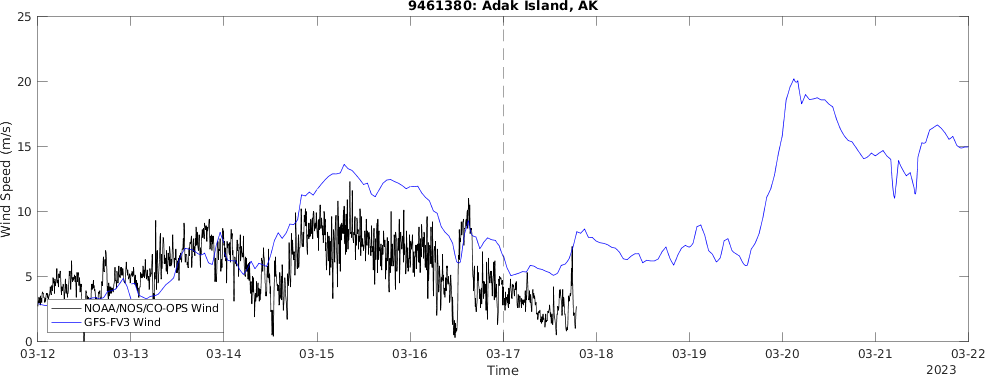 9461380: Adak Island, AK
25
20
15
10
5
0
Wind Speed (m/s)
NOAA/NOS/CO-OPS Wind
GFS-FV3 Wind
03-12 03-13 03-14 03-15 03-16 03-17 03-18 03-19 03-20 03-21 03-22
Time
2023